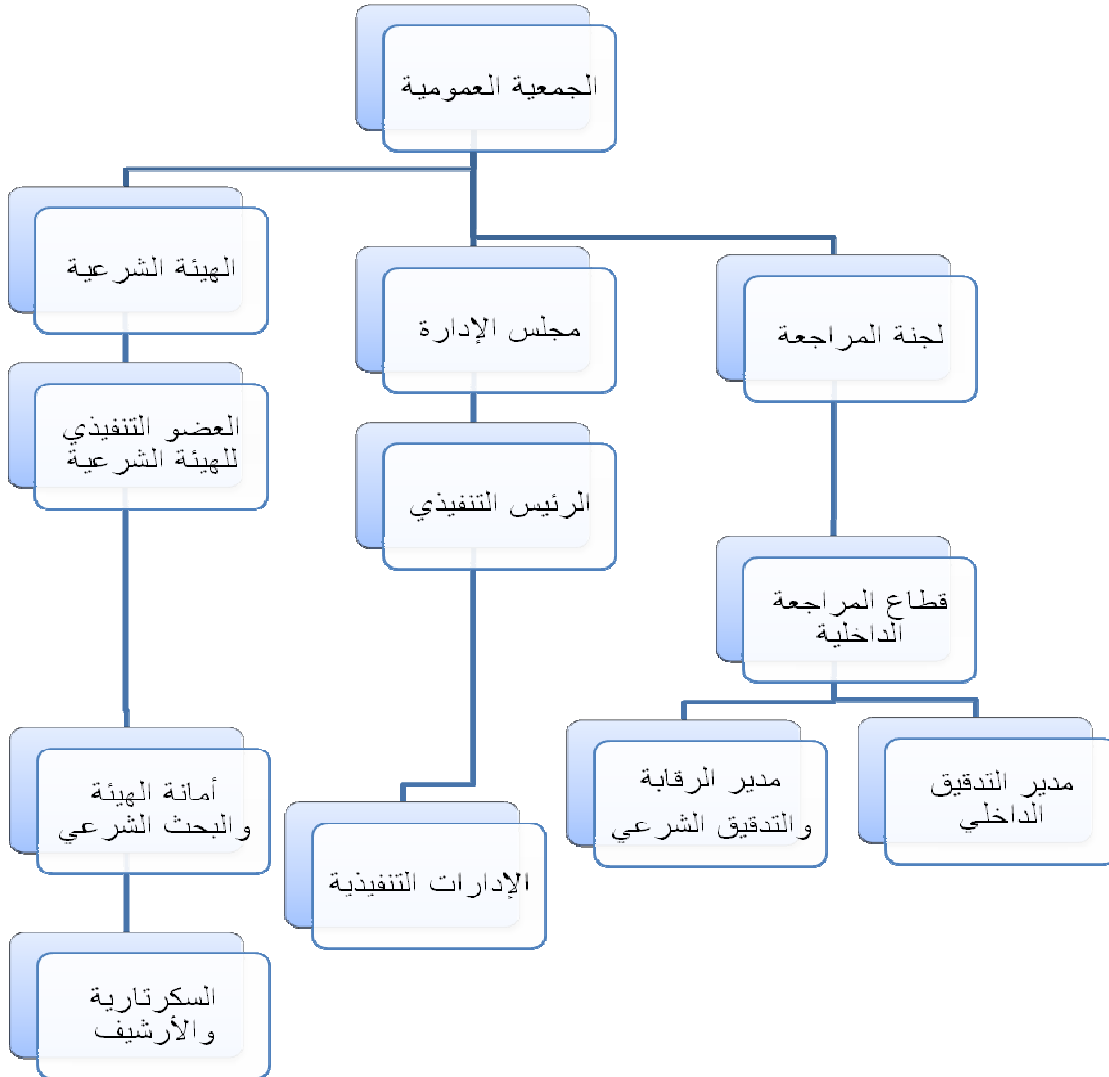 الجمعية العمومية
الهيئة الشرعية
مجلس الإدارة
لجنة المراجعة
العضو التنفيذي
للهيئة الشرعية
الرئيس التنفيذي
قطاع المراجعة
الداخلية
أمانة الهيئة
والبحث الشرعي
الإدارات التنفيذية
مدير الرقابة
والتدقيق الشرعي
مدير التدقيق
الداخلي
السكرتارية
والأرشيف